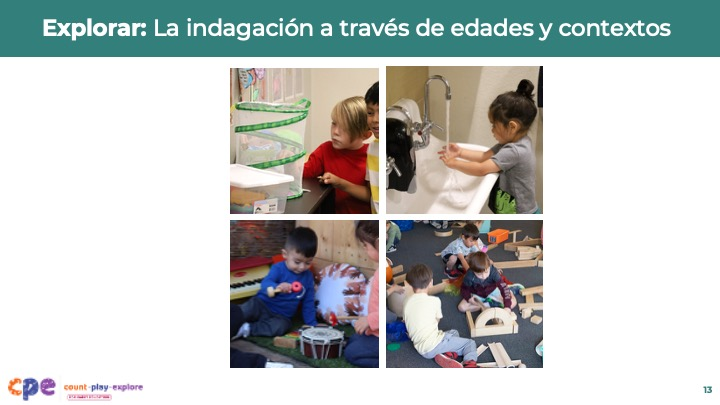 Explorar: La indagación a través de edades y contextos
cpe
count·play·explore
13